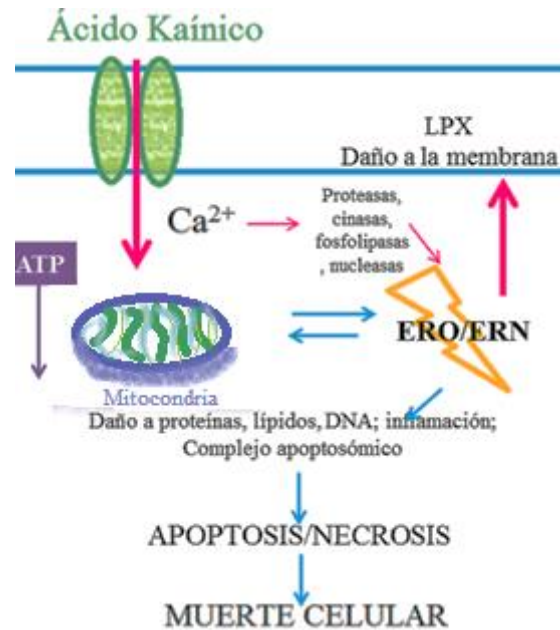 Ácido Kaínico
LPX
Daño a la membrana
Ca²⁺
Proteasas,
cinasas,
fosfolipasas
, nucleasas
ATP
ERO/ERN
Mitocondria
Daño a proteínas, lípidos, DNA; inflamación;
Complejo apoptosómico
APOPTOSIS/NECROSIS
MUERTE CELULAR